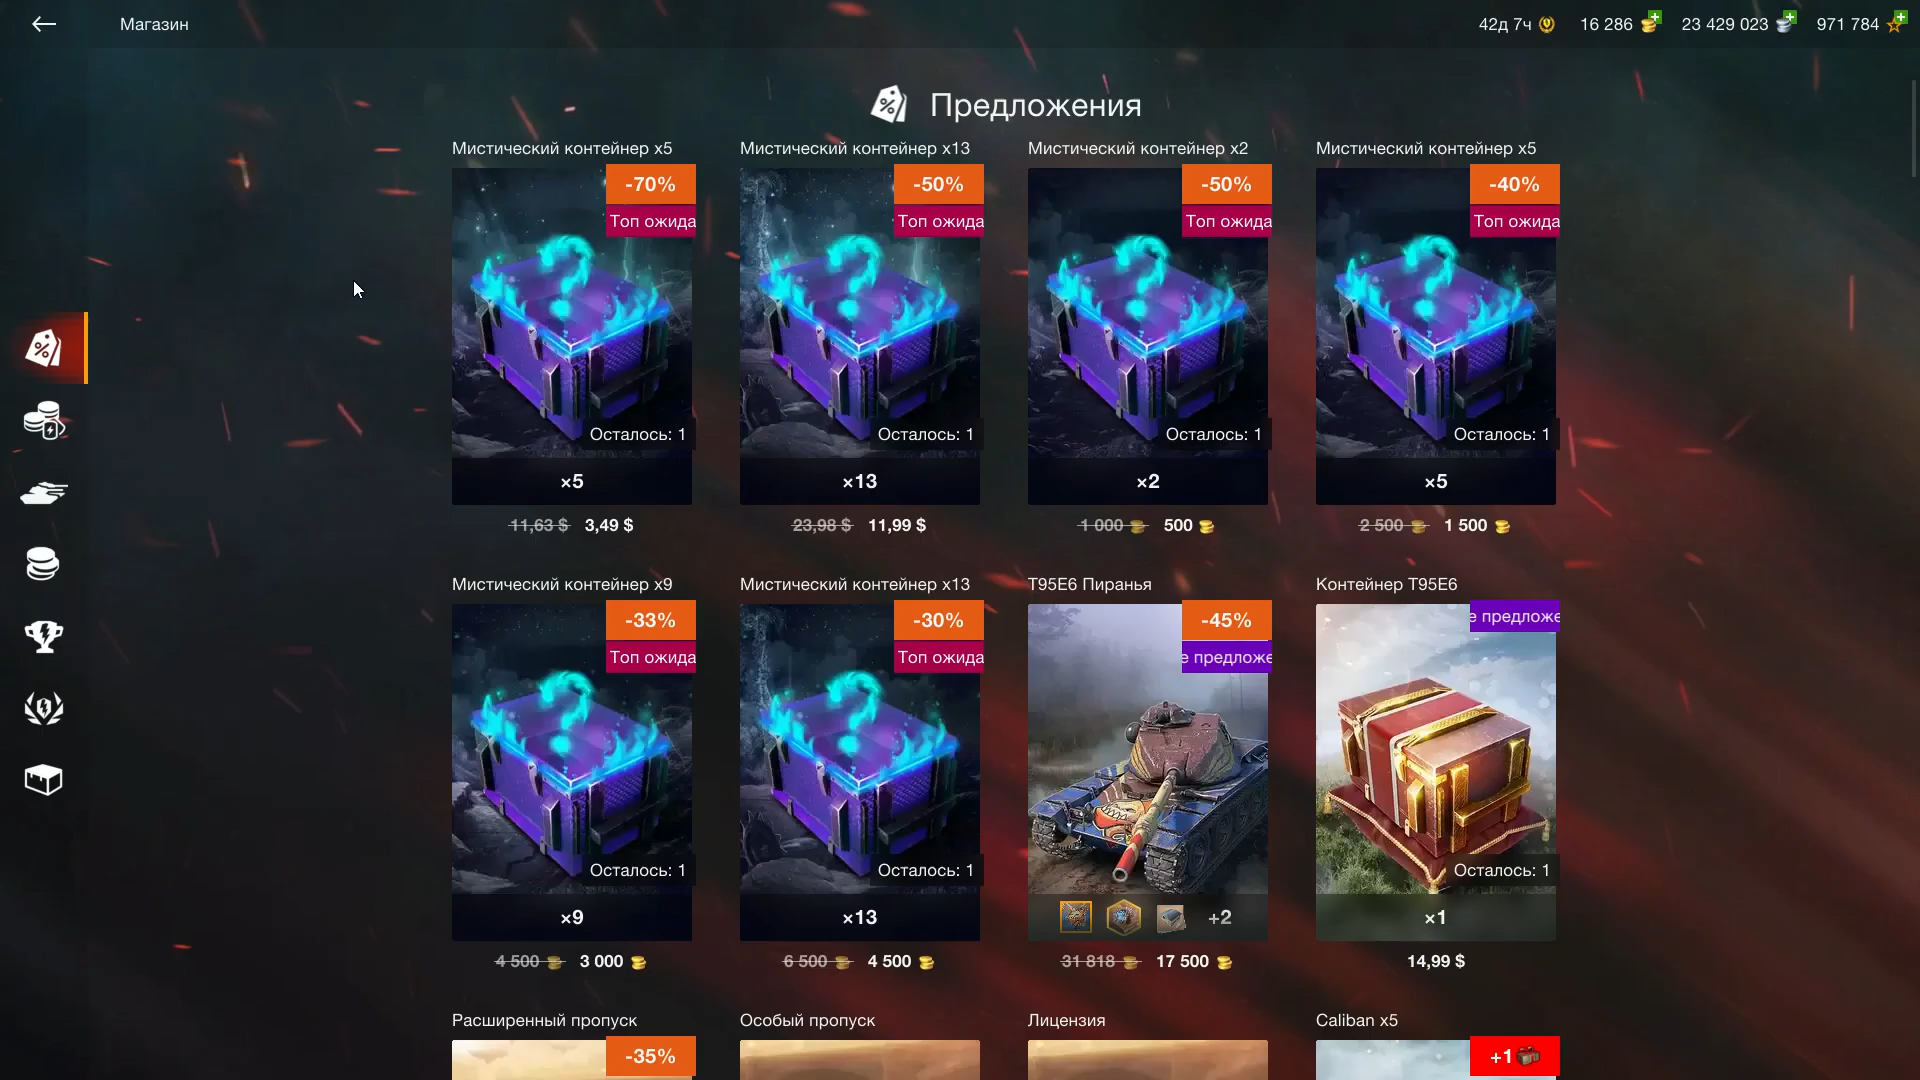 Магазин
42д 7ч
16 286
23 429 023
971 784
Предложения
Мистический контейнер x5
-70%
Топ ожида
Осталось: 1
×5
11,63 $ 3,49 $
Мистический контейнер x13
-50%
Топ ожида
Осталось: 1
×13
23,98 $ 11,99 $
Мистический контейнер x2
-50%
Топ ожида
Осталось: 1
×2
1 000 500
Мистический контейнер x5
-40%
Топ ожида
Осталось: 1
×5
2 500 1 500
Мистический контейнер x9
-33%
Топ ожида
Осталось: 1
×9
4 500 3 000
Мистический контейнер x13
-30%
Топ ожида
Осталось: 1
×13
6 500 4 500
T95E6 Пиранья
-45%
е предложе
+2
31 818 17 500
Контейнер T95E6
е предложе
Осталось: 1
×1
14,99 $
Расширенный пропуск
-35%
Особый пропуск
Лицензия
Caliban x5
+1